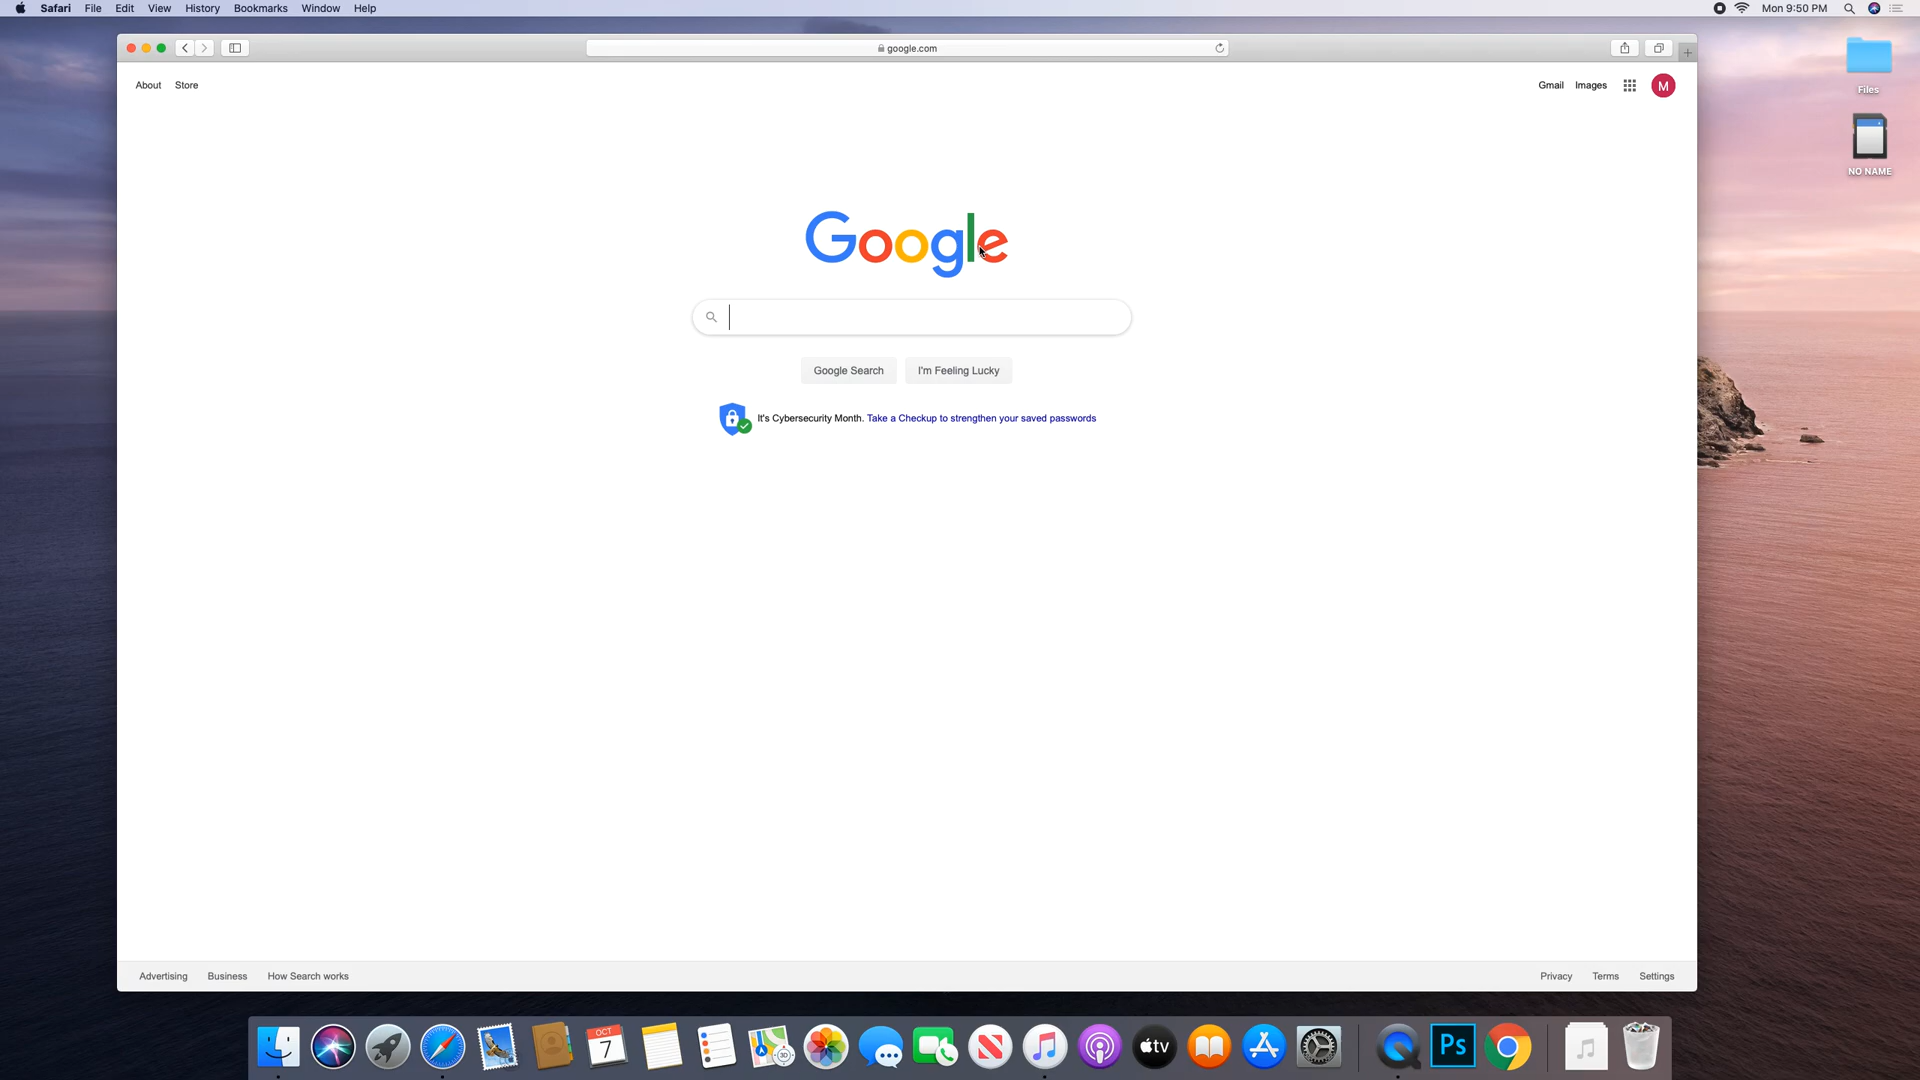 Safari File Edit View History Bookmarks Window Help
Mon 9:50 PM
google.com
About Store
Gmail Images M
Files
NO NAME
Google
Google Search I'm Feeling Lucky
It's Cybersecurity Month. Take a Checkup to strengthen your saved passwords
Advertising Business How Search works
Privacy Terms Settings
OCT
7
3D
tv
Ps